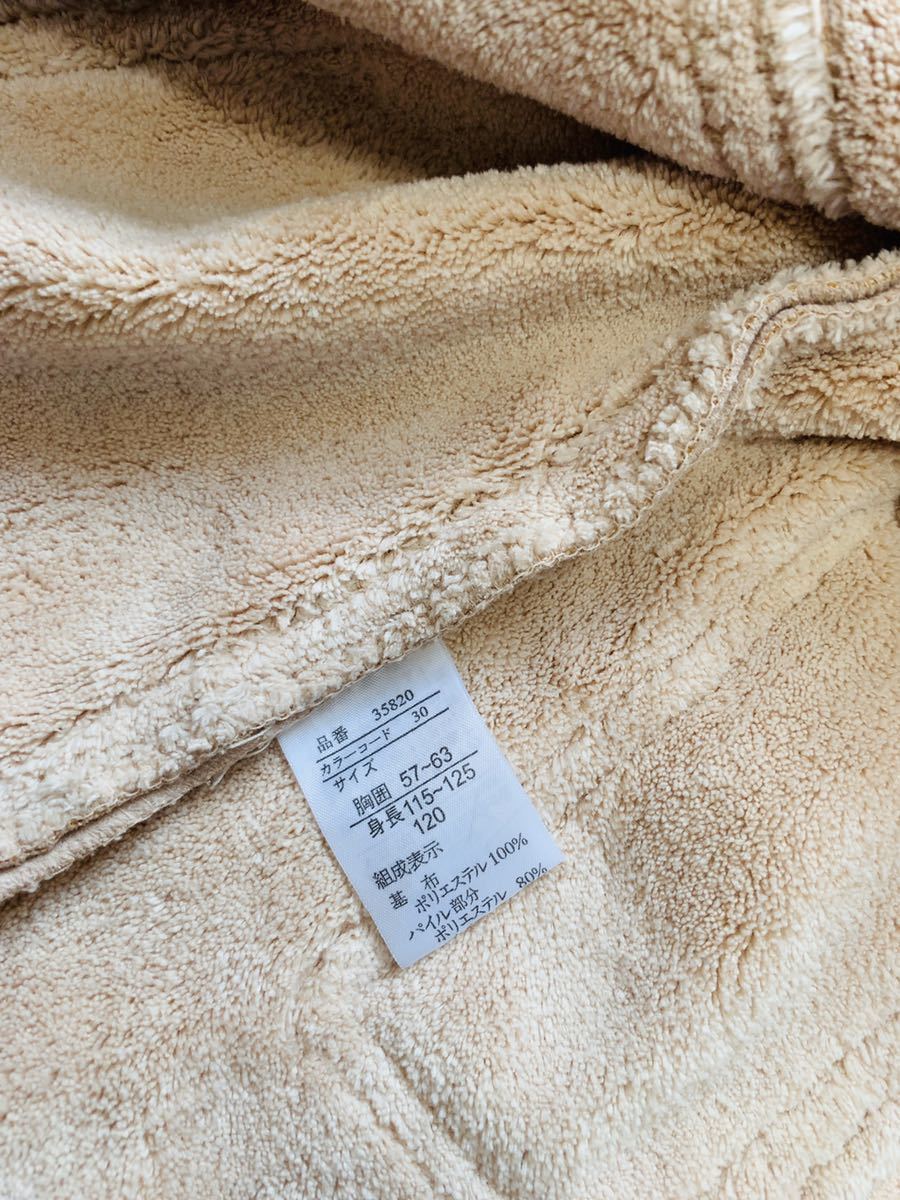 品番 35820
カラーコード 30
サイズ
胸囲 57~63
身長 115~125
120
組成表示
基 布
ポリエステル 100%
パイル部分
ポリエステル 80%